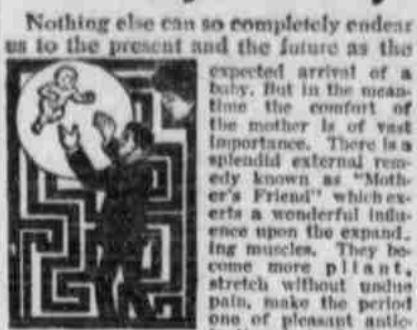 Nothing else can so completely endear
us to the present and the future as the
expected arrival of a
baby. But in the mean-
time the comfort of
the mother is of vast
importance. There is a
splendid external rem-
edy known as "Moth-
er's Friend" which ex-
erts a wonderful influ-
ence upon the expand-
ing muscles. They be-
come more pliant,
stretch without undue
pain, make the period
one of pleasant antic-